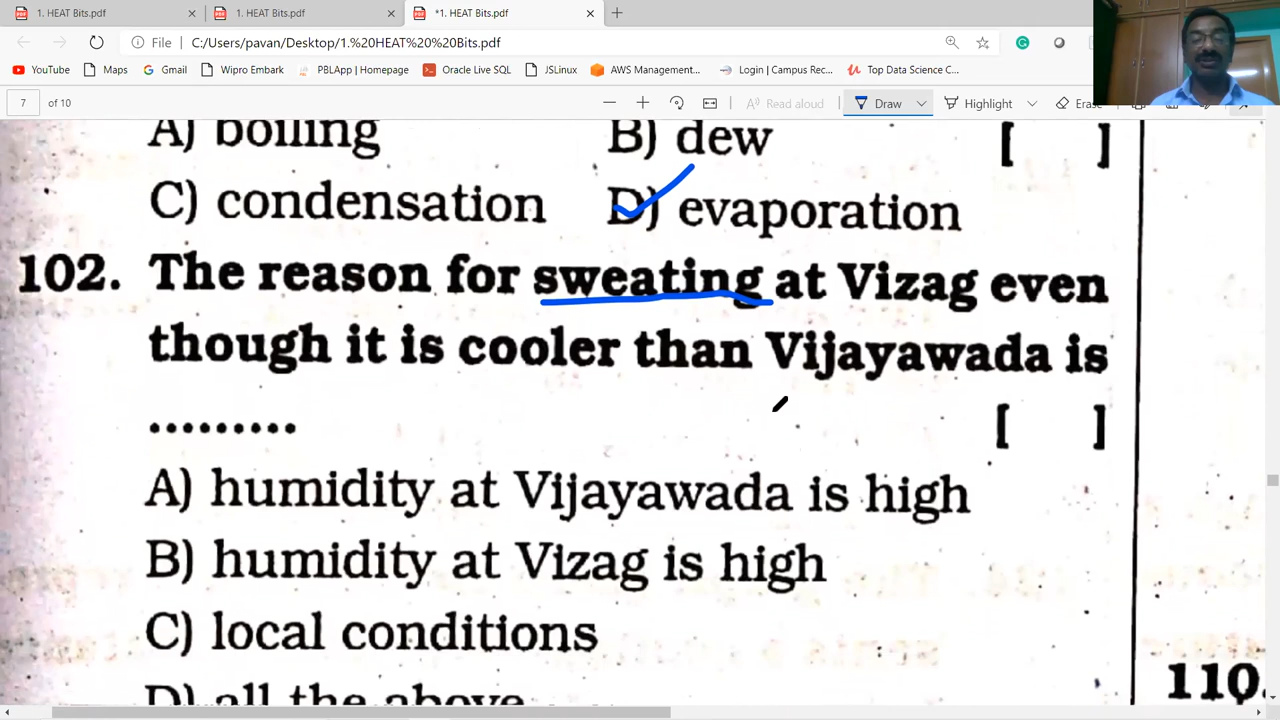 1. HEAT Bits.pdf
1. HEAT Bits.pdf
*1. HEAT Bits.pdf
File
C:/Users/pavan/Desktop/1.%20HEAT%20%20Bits.pdf
YouTube
Maps
Gmail
Wipro Embark
PBLApp | Homepage
Oracle Live SQL
JSLinux
AWS Management...
Login | Campus Rec...
Top Data Science C...
7
of 10
Read aloud
Draw
Highlight
Erase
A) boiling B) dew [ ]
C) condensation D) evaporation
102. The reason for sweating at Vizag even
though it is cooler than Vijayawada is
......... [ ]
A) humidity at Vijayawada is high
B) humidity at Vizag is high
C) local conditions
D) all the above
110.